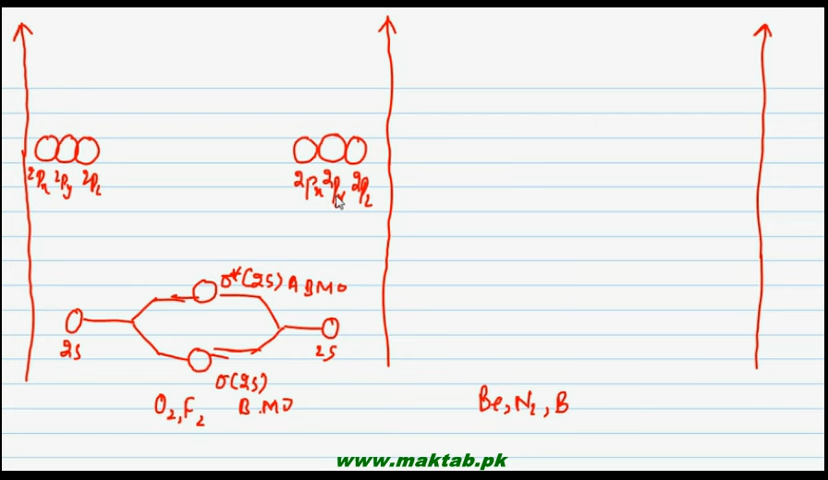 2px 2py 2pz
2px 2py 2pz
σ*(2s) ABMO
2s
2s
σ(2s)
O2, F2 B.MO
Be, N2, B
www.maktab.pk